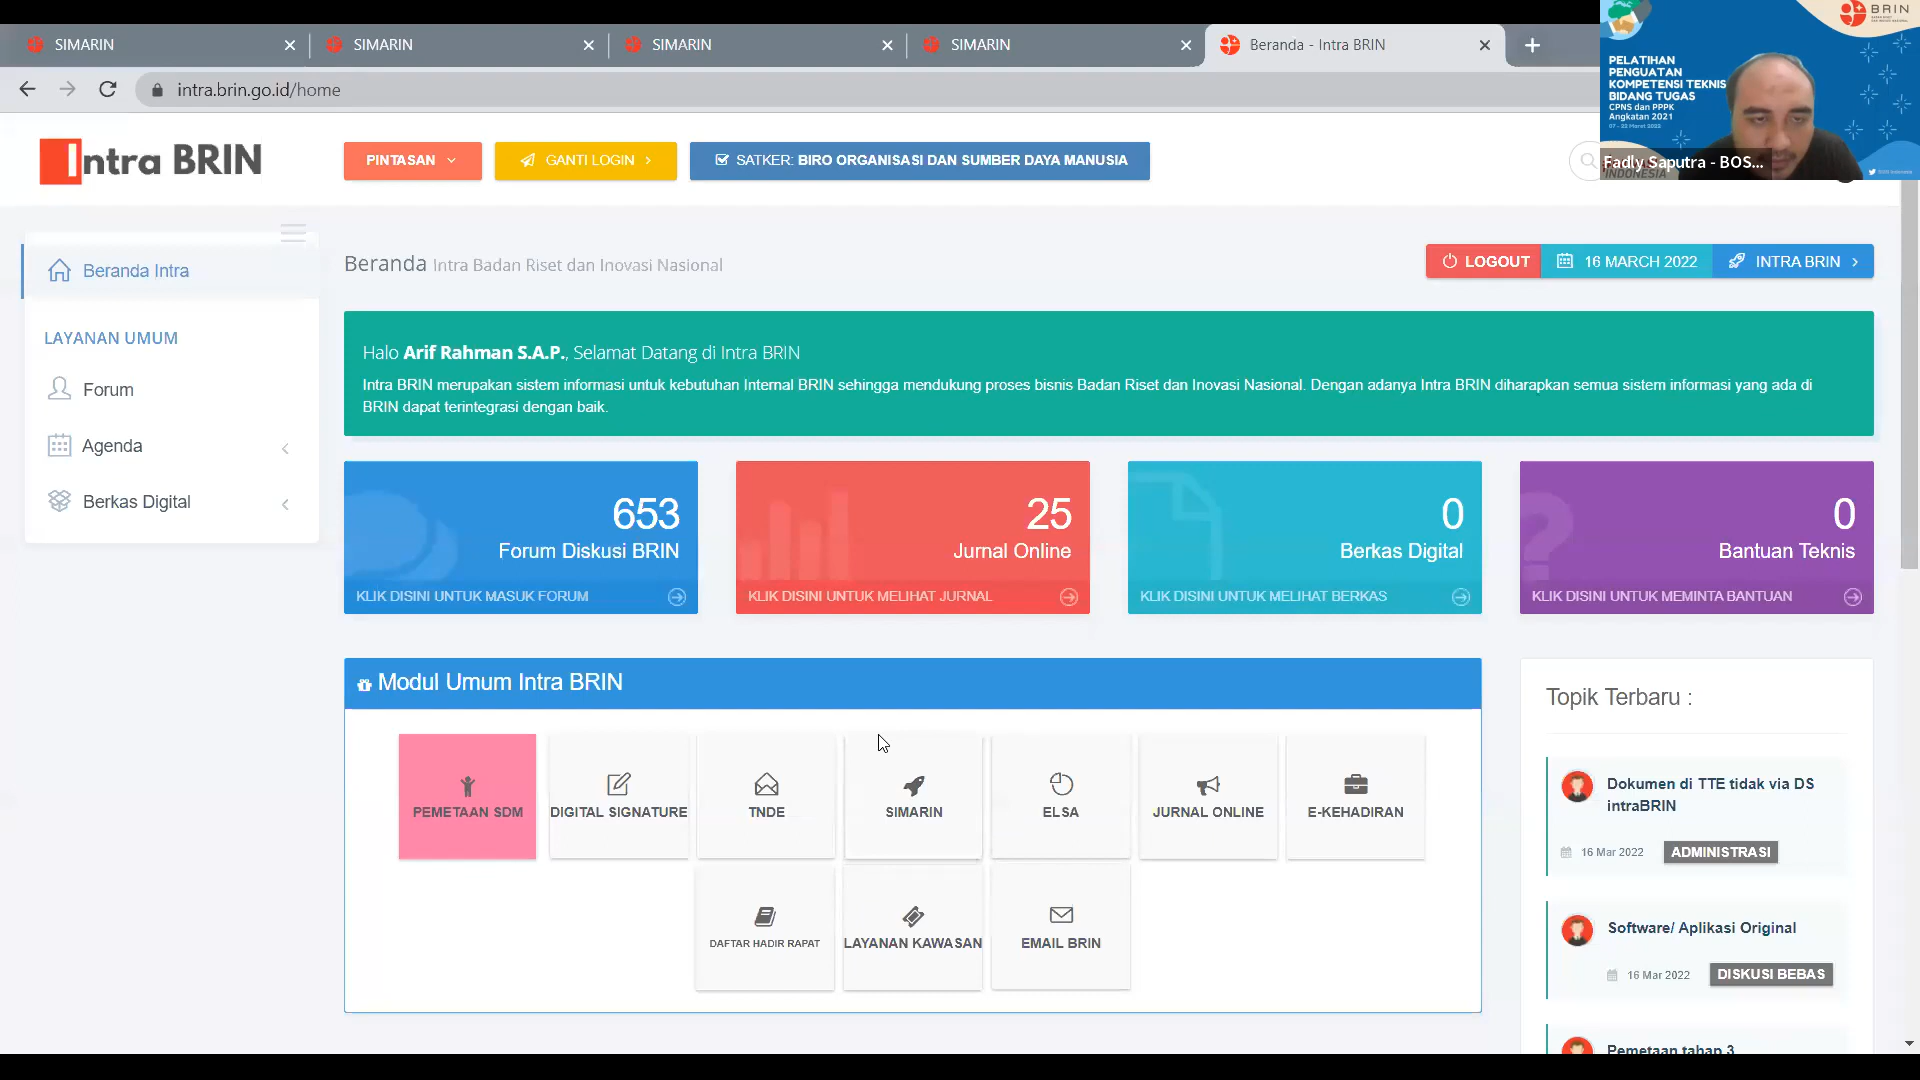 SIMARIN
SIMARIN
SIMARIN
SIMARIN
Beranda - Intra BRIN
intra.brin.go.id/home
BRIN
PELATIHAN
PENGUATAN
KOMPETENSI TEKNIS
BIDANG TUGAS
CPNS dan PPPK
Angkatan 2021
07 - 22 Maret 2022
Fadly Saputra - BOS...
INDONESIA
Intra BRIN
PINTASAN
GANTI LOGIN
SATKER: BIRO ORGANISASI DAN SUMBER DAYA MANUSIA
Beranda Intra
LAYANAN UMUM
Forum
Agenda
Berkas Digital
Beranda Intra Badan Riset dan Inovasi Nasional
LOGOUT
16 MARCH 2022
INTRA BRIN
Halo Arif Rahman S.A.P., Selamat Datang di Intra BRIN
Intra BRIN merupakan sistem informasi untuk kebutuhan Internal BRIN sehingga mendukung proses bisnis Badan Riset dan Inovasi Nasional. Dengan adanya Intra BRIN diharapkan semua sistem informasi yang ada di
BRIN dapat terintegrasi dengan baik.
653
Forum Diskusi BRIN
KLIK DISINI UNTUK MASUK FORUM
25
Jurnal Online
KLIK DISINI UNTUK MELIHAT JURNAL
0
Berkas Digital
KLIK DISINI UNTUK MELIHAT BERKAS
0
Bantuan Teknis
KLIK DISINI UNTUK MEMINTA BANTUAN
Modul Umum Intra BRIN
PEMETAAN SDM
DIGITAL SIGNATURE
TNDE
SIMARIN
ELSA
JURNAL ONLINE
E-KEHADIRAN
DAFTAR HADIR RAPAT
LAYANAN KAWASAN
EMAIL BRIN
Topik Terbaru :
Dokumen di TTE tidak via DS
intraBRIN
16 Mar 2022
ADMINISTRASI
Software/ Aplikasi Original
16 Mar 2022
DISKUSI BEBAS
Pemetaan tahap 3